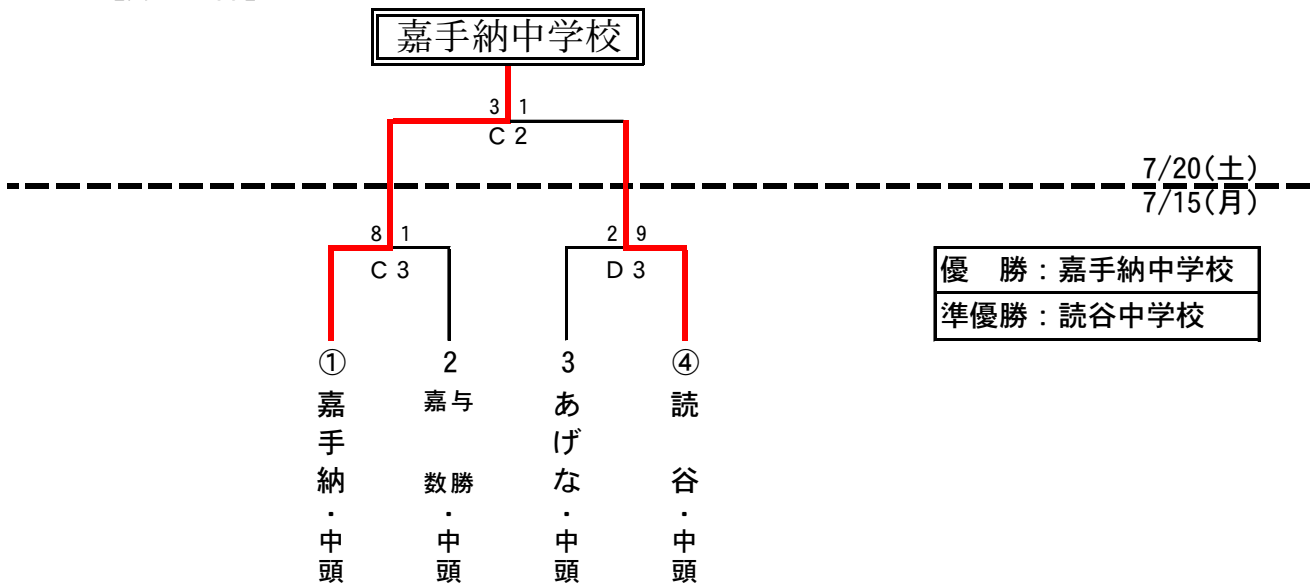 嘉手納中学校
3 1
C 2
7/20(土)
7/15(月)
8 1
C 3
2 9
D 3
優　勝：嘉手納中学校
準優勝：読谷中学校
①
嘉手納・中頭
2
与勝
嘉数
・中頭
3
あげな・中頭
④
読　谷・中頭